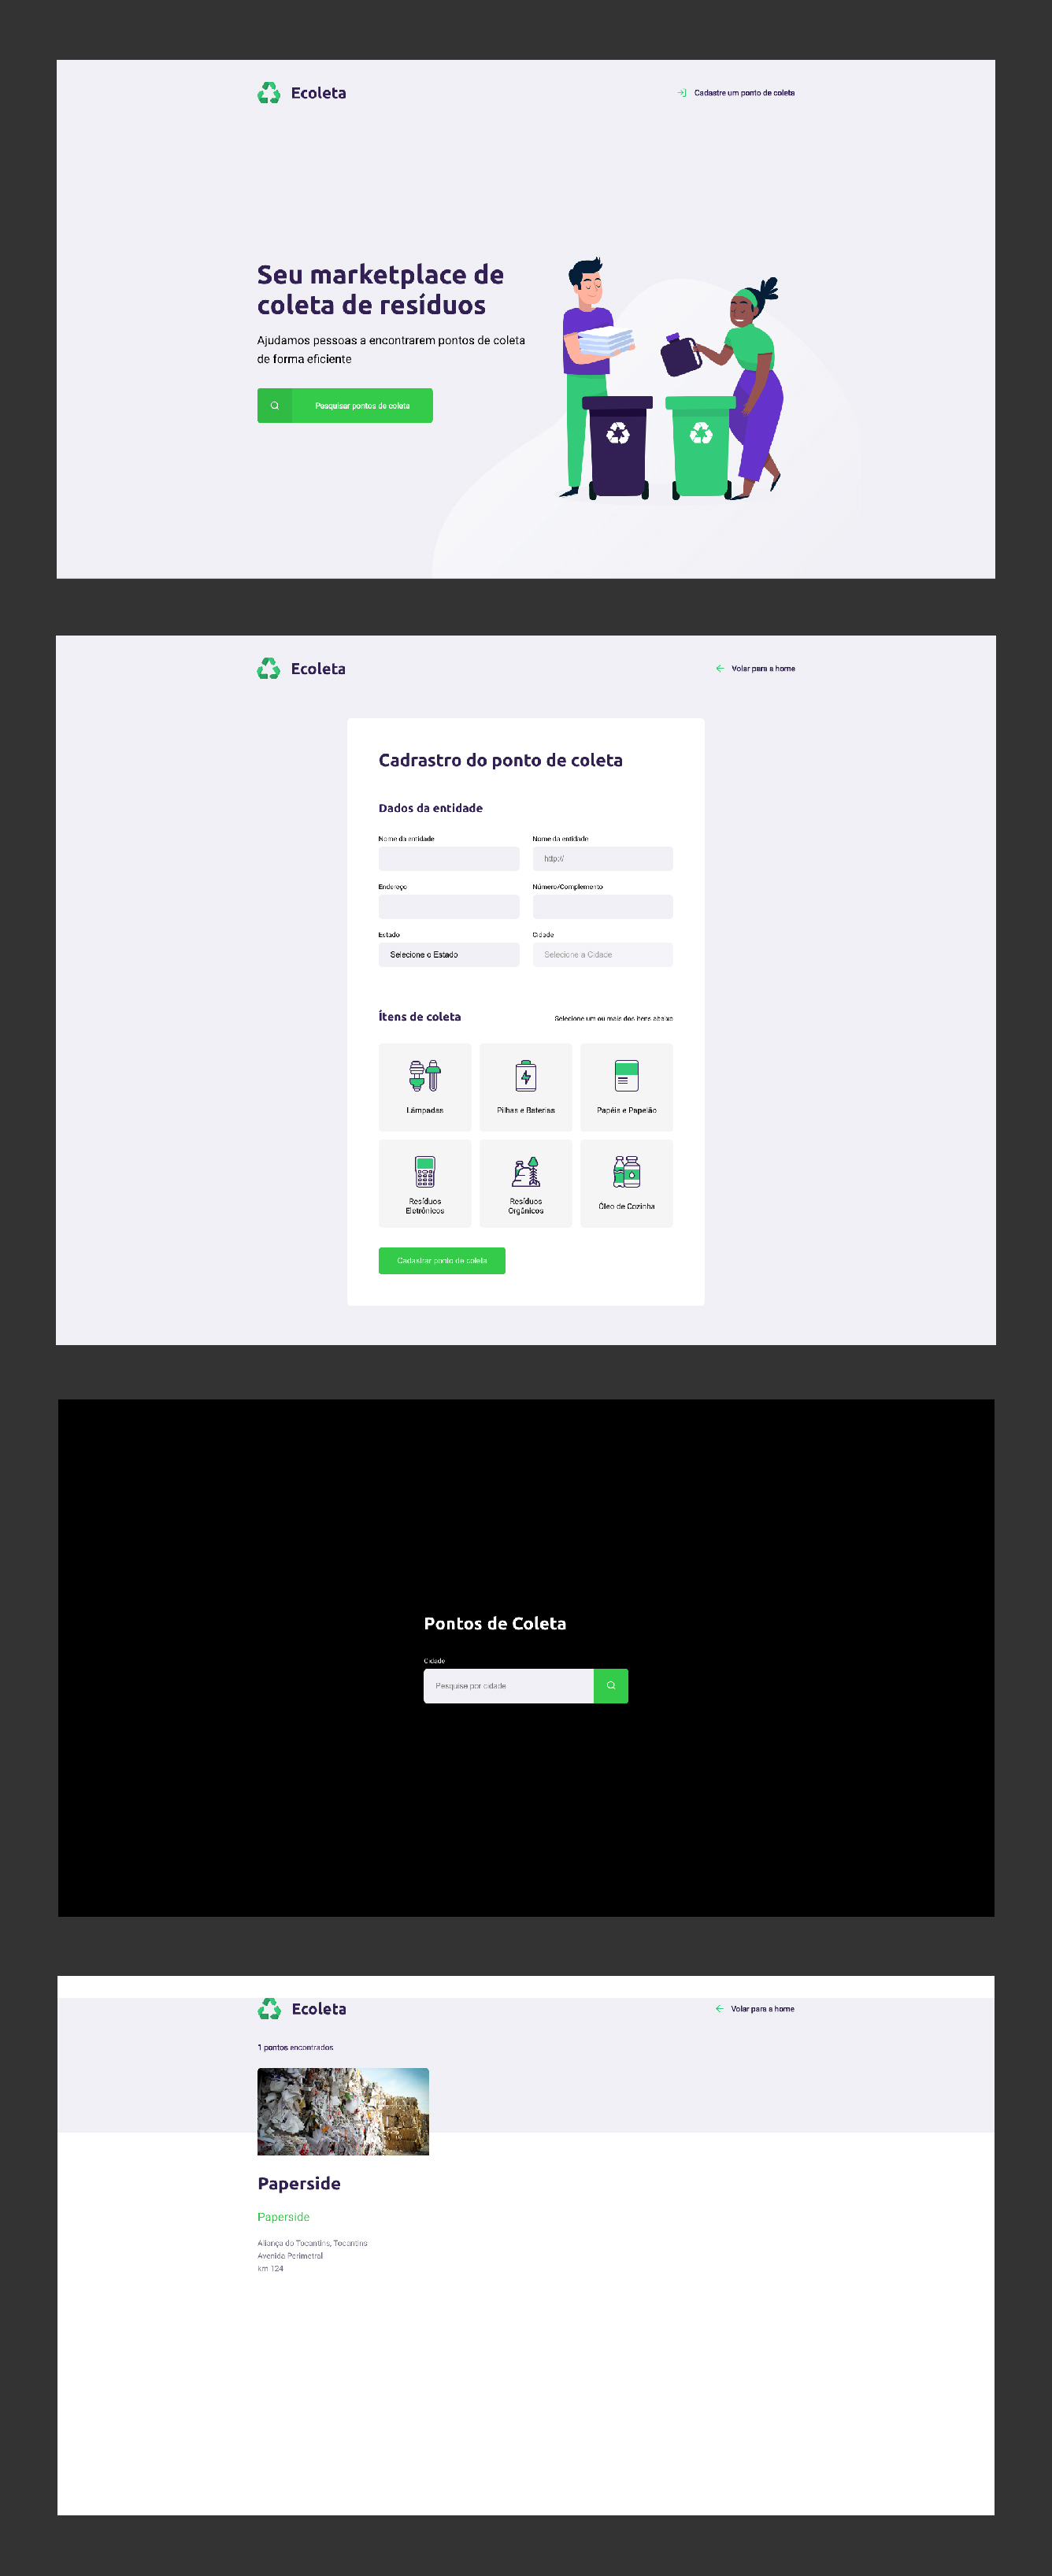 Ecoleta
Cadastre um ponto de coleta
Seu marketplace de
coleta de resíduos
Ajudamos pessoas a encontrarem pontos de coleta
de forma eficiente
Pesquisar pontos de coleta
Ecoleta
Volar para a home
Cadrastro do ponto de coleta
Dados da entidade
Nome da entidade
Nome da entidade
http://
Endereço
Número/Complemento
Estado
Cidade
Selecione o Estado
Selecione a Cidade
Ítens de coleta
Selecione um ou mais dos itens abaixo
Lâmpadas
Pilhas e Baterias
Papéis e Papelão
Resíduos
Eletrônicos
Resíduos
Orgânicos
Óleo de Cozinha
Cadastrar ponto de coleta
Pontos de Coleta
Cidade
Pesquise por cidade
Ecoleta
Volar para a home
1 pontos encontrados
Paperside
Paperside
Aliança do Tocantins, Tocantins
Avenida Perimetral
km 124